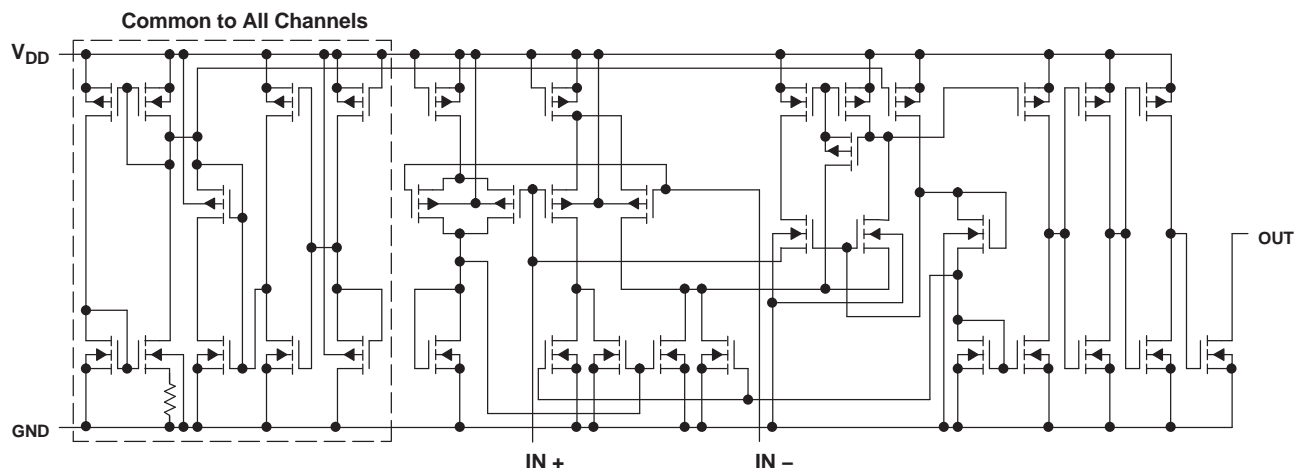 Common to All Channels
VDD
OUT
GND
IN +
IN −